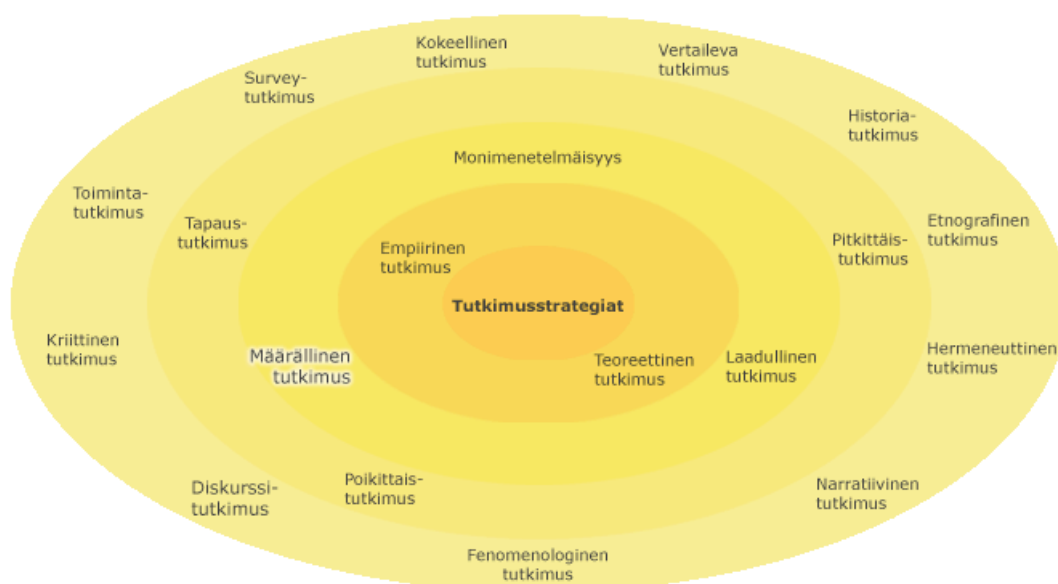 Kokeellinen
tutkimus
Vertaileva
tutkimus
Survey-
tutkimus
Historia-
tutkimus
Monimenetelmäisyys
Toiminta-
tutkimus
Tapaus-
tutkimus
Empiirinen
tutkimus
Pitkittäis-
tutkimus
Etnografinen
tutkimus
Tutkimusstrategiat
Kriittinen
tutkimus
Määrällinen
tutkimus
Teoreettinen
tutkimus
Laadullinen
tutkimus
Hermeneuttinen
tutkimus
Diskurssi-
tutkimus
Poikittais-
tutkimus
Narratiivinen
tutkimus
Fenomenologinen
tutkimus